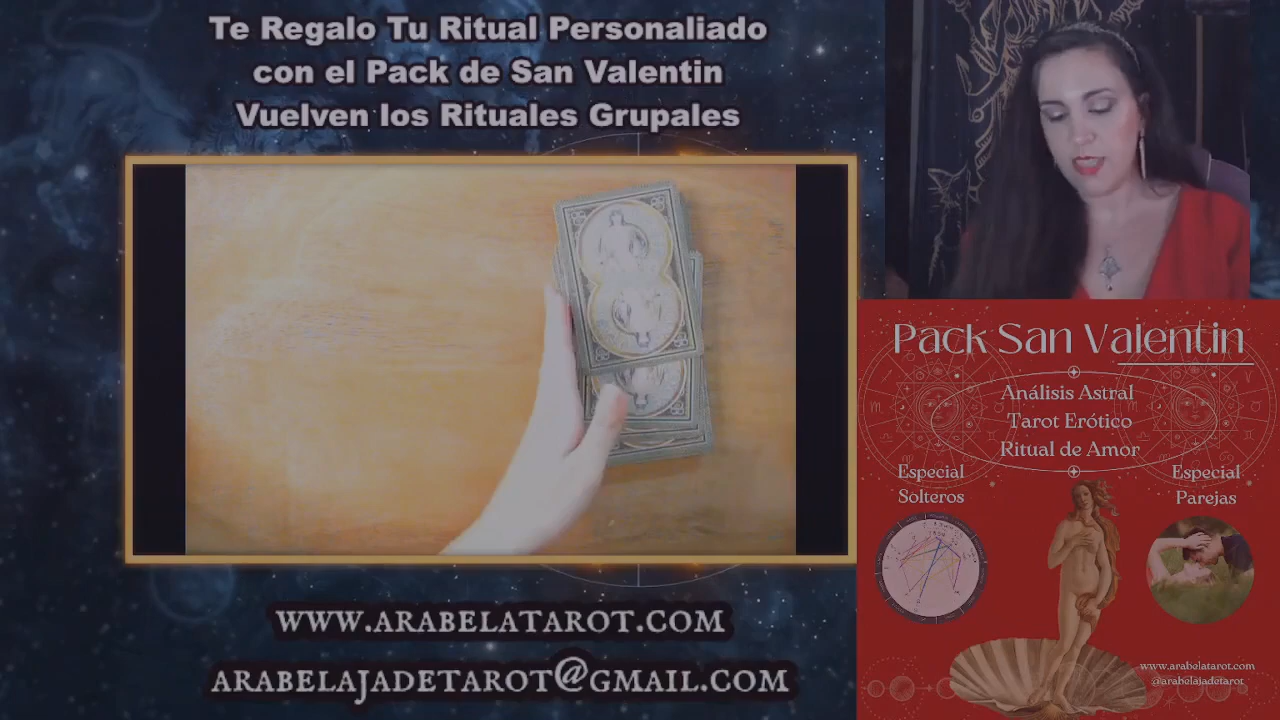 Te Regalo Tu Ritual Personaliado
con el Pack de San Valentin
Vuelven los Rituales Grupales
www.arabelatarot.com
arabelajadetarot@gmail.com
Pack San Valentin
Análisis Astral
Tarot Erótico
Ritual de Amor
Especial
Solteros
Especial
Parejas
www.arabelatarot.com
@arabelajadetarot